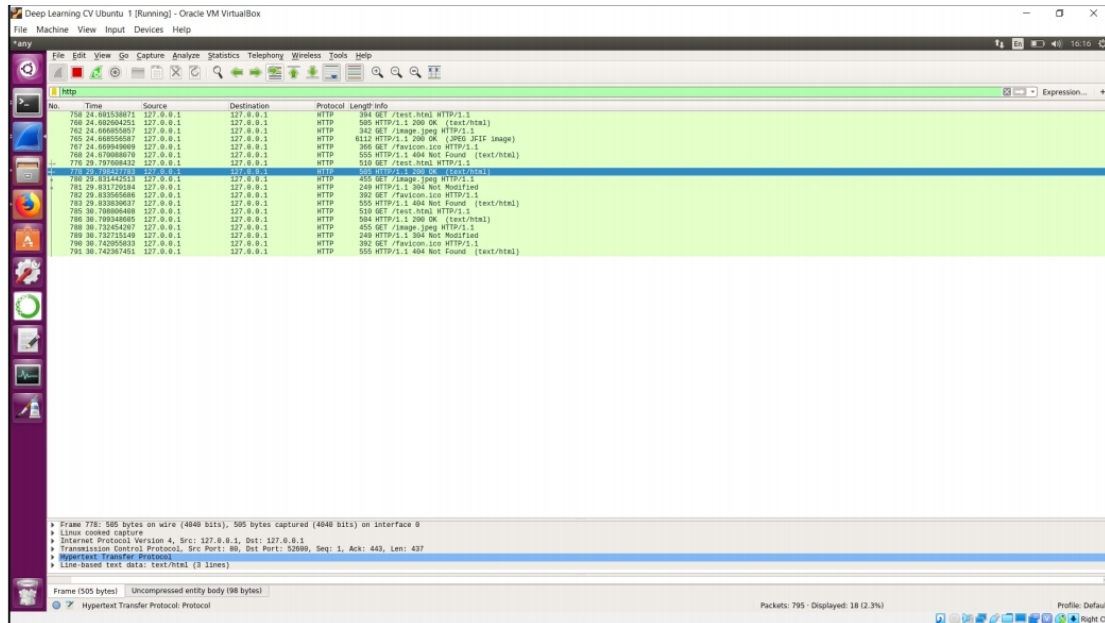 Deep Learning CV Ubuntu 1 [Running] - Oracle VM VirtualBox
File Machine View Input Devices Help
*any
En 16:16
File Edit View Go Capture Analyze Statistics Telephony Wireless Tools Help
http
Expression... +
No. Time Source Destination Protocol Length Info
758 24.601538871 127.0.0.1 127.0.0.1 HTTP 394 GET /test.html HTTP/1.1
760 24.602604251 127.0.0.1 127.0.0.1 HTTP 505 HTTP/1.1 200 OK (text/html)
762 24.666855857 127.0.0.1 127.0.0.1 HTTP 342 GET /image.jpeg HTTP/1.1
765 24.668556587 127.0.0.1 127.0.0.1 HTTP 6112 HTTP/1.1 200 OK (JPEG JFIF image)
767 24.669949009 127.0.0.1 127.0.0.1 HTTP 366 GET /favicon.ico HTTP/1.1
768 24.670088070 127.0.0.1 127.0.0.1 HTTP 555 HTTP/1.1 404 Not Found (text/html)
776 29.797608432 127.0.0.1 127.0.0.1 HTTP 510 GET /test.html HTTP/1.1
778 29.798427703 127.0.0.1 127.0.0.1 HTTP 505 HTTP/1.1 200 OK (text/html)
780 29.831442513 127.0.0.1 127.0.0.1 HTTP 455 GET /image.jpeg HTTP/1.1
781 29.831720184 127.0.0.1 127.0.0.1 HTTP 249 HTTP/1.1 304 Not Modified
782 29.833565686 127.0.0.1 127.0.0.1 HTTP 392 GET /favicon.ico HTTP/1.1
783 29.833830637 127.0.0.1 127.0.0.1 HTTP 555 HTTP/1.1 404 Not Found (text/html)
785 30.708806408 127.0.0.1 127.0.0.1 HTTP 510 GET /test.html HTTP/1.1
786 30.709348605 127.0.0.1 127.0.0.1 HTTP 504 HTTP/1.1 200 OK (text/html)
788 30.732454207 127.0.0.1 127.0.0.1 HTTP 455 GET /image.jpeg HTTP/1.1
789 30.732715149 127.0.0.1 127.0.0.1 HTTP 249 HTTP/1.1 304 Not Modified
790 30.742055833 127.0.0.1 127.0.0.1 HTTP 392 GET /favicon.ico HTTP/1.1
791 30.742367451 127.0.0.1 127.0.0.1 HTTP 555 HTTP/1.1 404 Not Found (text/html)
Frame 778: 505 bytes on wire (4040 bits), 505 bytes captured (4040 bits) on interface 0
Linux cooked capture
Internet Protocol Version 4, Src: 127.0.0.1, Dst: 127.0.0.1
Transmission Control Protocol, Src Port: 80, Dst Port: 52600, Seq: 1, Ack: 443, Len: 437
Hypertext Transfer Protocol
Line-based text data: text/html (3 lines)
Frame (505 bytes) Uncompressed entity body (98 bytes)
Hypertext Transfer Protocol: Protocol
Packets: 795 · Displayed: 18 (2.3%)
Profile: Defau
Right C